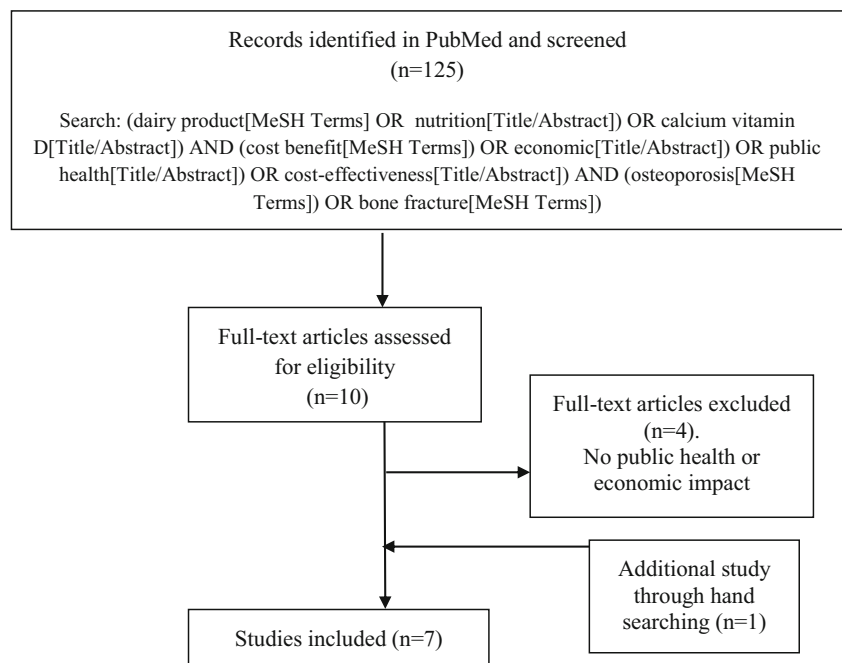 Records identified in PubMed and screened
(n=125)
Search: (dairy product[MeSH Terms] OR nutrition[Title/Abstract]) OR calcium vitamin
D[Title/Abstract]) AND (cost benefit[MeSH Terms]) OR economic[Title/Abstract]) OR public
health[Title/Abstract]) OR cost-effectiveness[Title/Abstract]) AND (osteoporosis[MeSH
Terms]) OR bone fracture[MeSH Terms])
Full-text articles assessed
for eligibility
(n=10)
Full-text articles excluded
(n=4).
No public health or
economic impact
Additional study
through hand
searching (n=1)
Studies included (n=7)